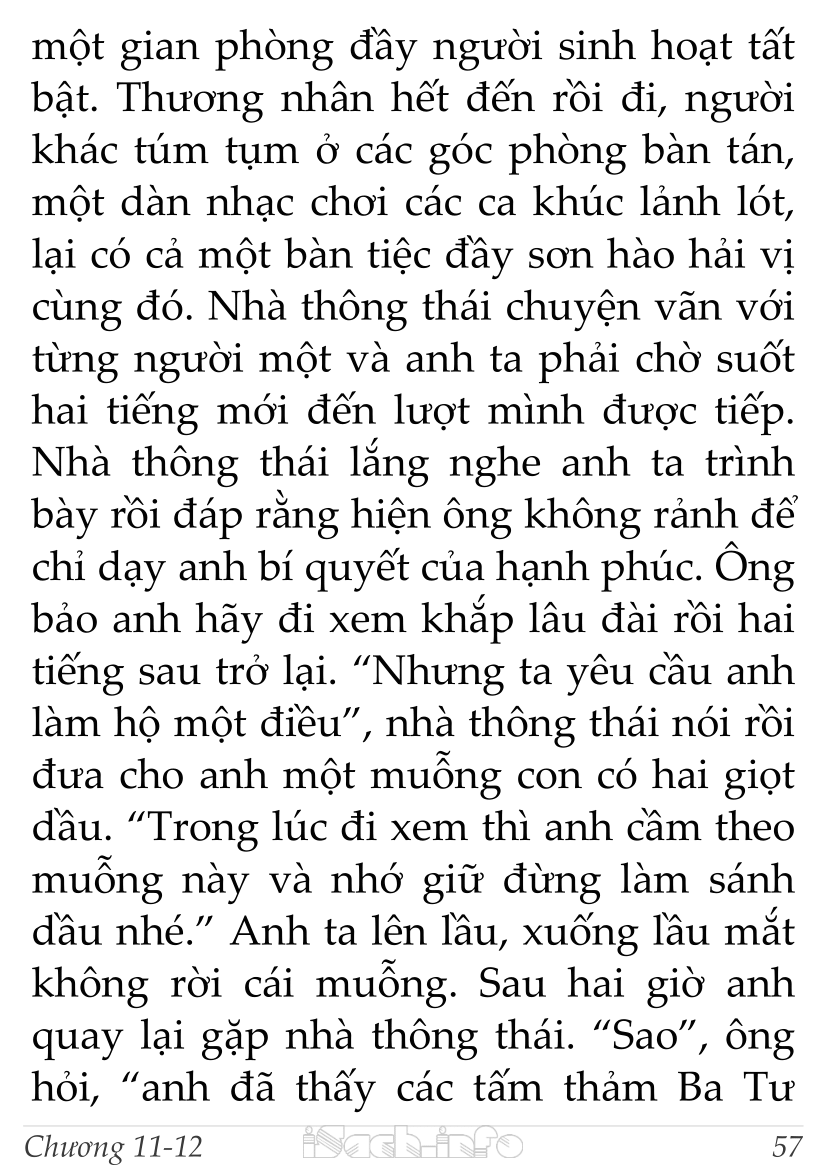 một gian phòng đầy người sinh hoạt tất
bật. Thương nhân hết đến rồi đi, người
khác túm tụm ở các góc phòng bàn tán,
một dàn nhạc chơi các ca khúc lảnh lót,
lại có cả một bàn tiệc đầy sơn hào hải vị
cùng đó. Nhà thông thái chuyện vãn với
từng người một và anh ta phải chờ suốt
hai tiếng mới đến lượt mình được tiếp.
Nhà thông thái lắng nghe anh ta trình
bày rồi đáp rằng hiện ông không rảnh để
chỉ dạy anh bí quyết của hạnh phúc. Ông
bảo anh hãy đi xem khắp lâu đài rồi hai
tiếng sau trở lại. “Nhưng ta yêu cầu anh
làm hộ một điều”, nhà thông thái nói rồi
đưa cho anh một muỗng con có hai giọt
dầu. “Trong lúc đi xem thì anh cầm theo
muỗng này và nhớ giữ đừng làm sánh
dầu nhé.” Anh ta lên lầu, xuống lầu mắt
không rời cái muỗng. Sau hai giờ anh
quay lại gặp nhà thông thái. “Sao”, ông
hỏi, “anh đã thấy các tấm thảm Ba Tư
Chương 11-12 iSach.info 57